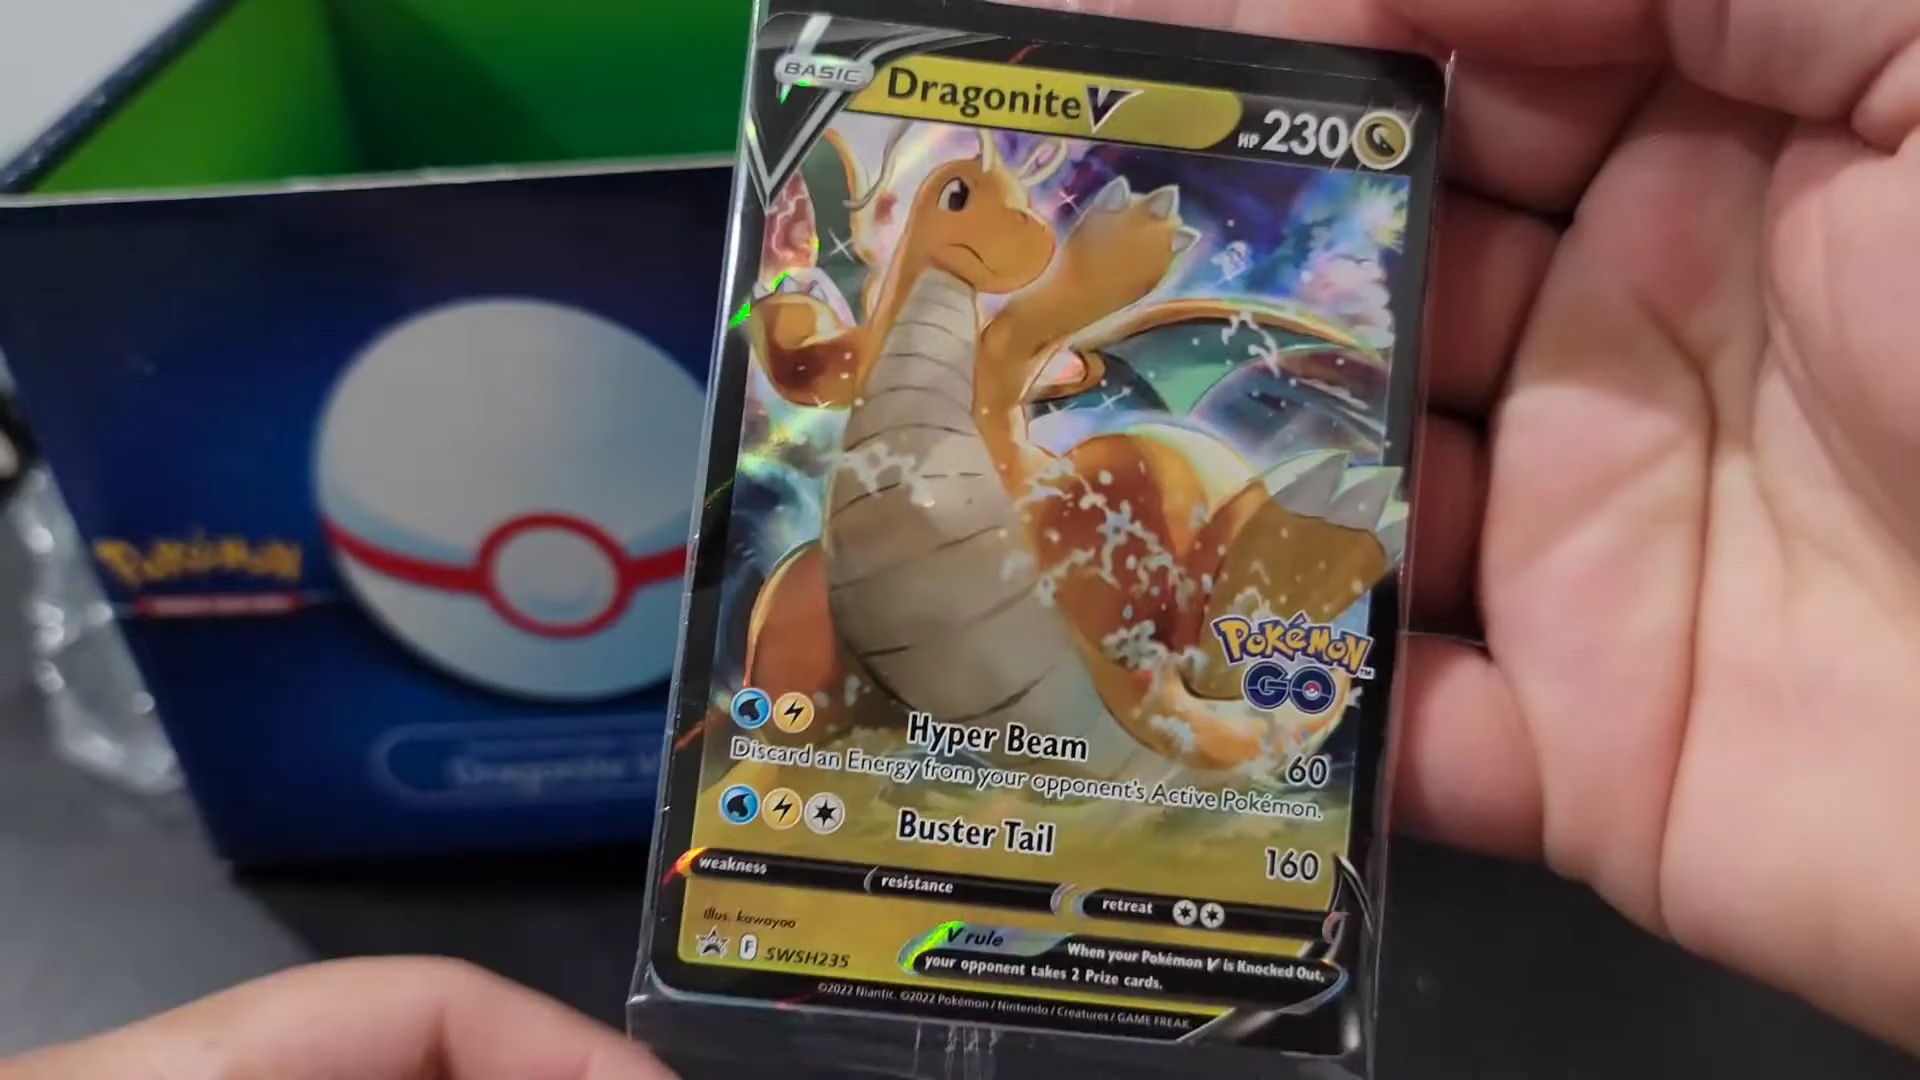 BASIC
Dragonite V
HP 230
POKÉMON
GO
Hyper Beam
60
Discard an Energy from your opponent's Active Pokémon.
Buster Tail
160
weakness
resistance
retreat
illus. kawayoo
F SWSH235
V rule
When your Pokémon V is Knocked Out,
your opponent takes 2 Prize cards.
©2022 Niantic. ©2022 Pokémon / Nintendo / Creatures / GAME FREAK.
POKÉMON
Dragonite V